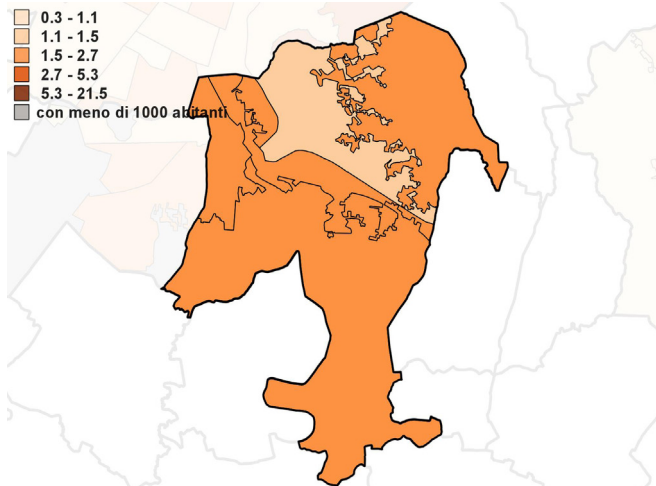 0.3 - 1.1
1.1 - 1.5
1.5 - 2.7
2.7 - 5.3
5.3 - 21.5
con meno di 1000 abitanti